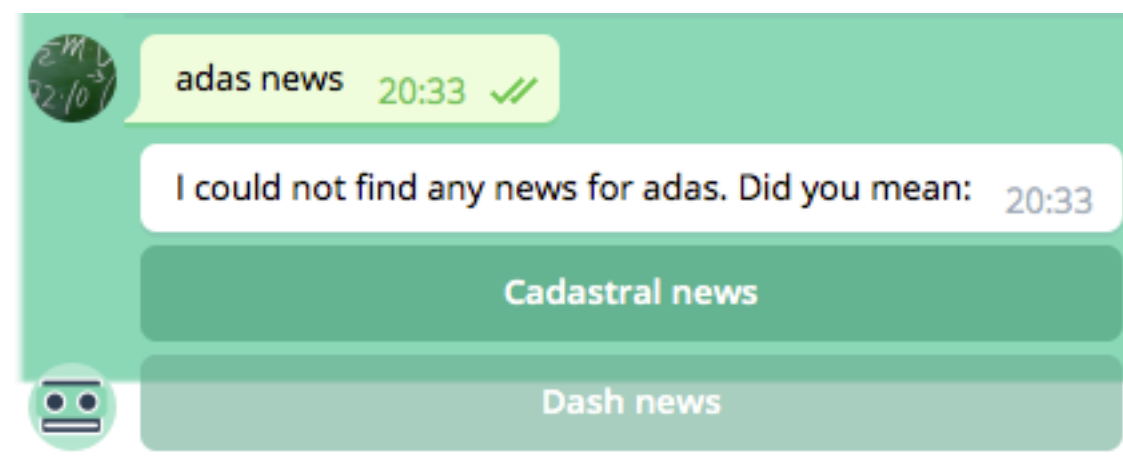 adas news 20:33
I could not find any news for adas. Did you mean: 20:33
Cadastral news
Dash news